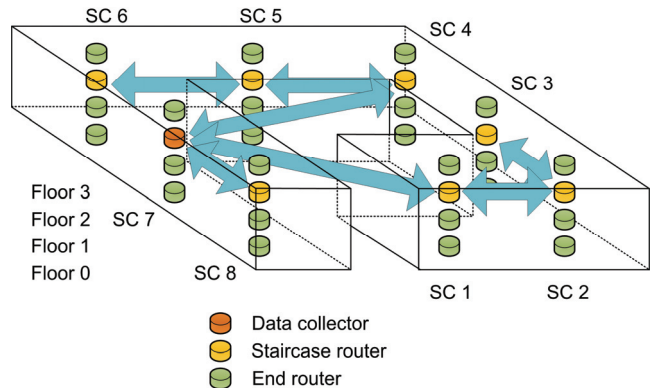 SC 6
SC 5
SC 4
SC 3
Floor 3
Floor 2
SC 7
Floor 1
Floor 0
SC 8
SC 1
SC 2
Data collector
Staircase router
End router